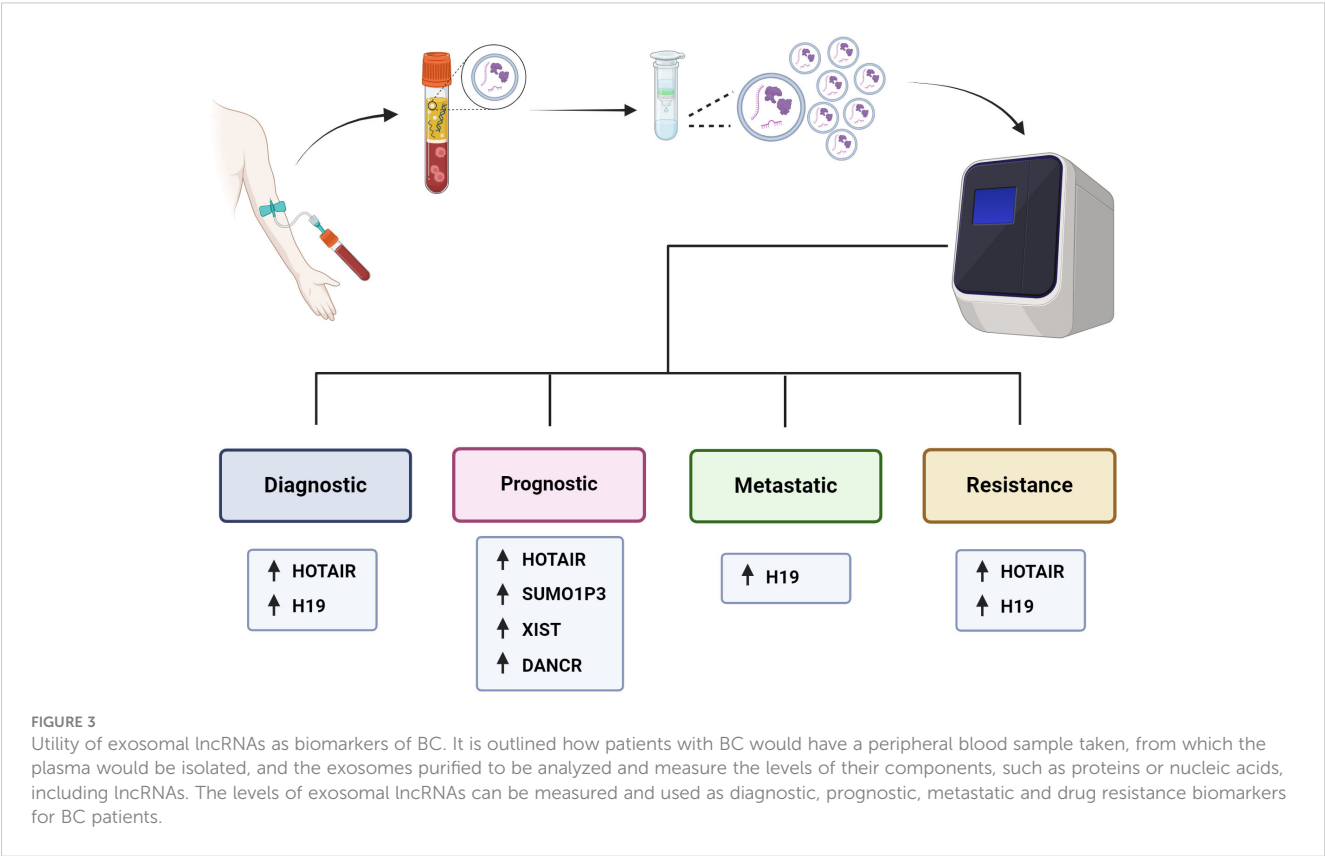 Diagnostic
Prognostic
Metastatic
Resistance
HOTAIR
H19
HOTAIR
SUMO1P3
XIST
DANCR
H19
HOTAIR
H19
FIGURE 3
Utility of exosomal lncRNAs as biomarkers of BC. It is outlined how patients with BC would have a peripheral blood sample taken, from which the
plasma would be isolated, and the exosomes purified to be analyzed and measure the levels of their components, such as proteins or nucleic acids,
including lncRNAs. The levels of exosomal lncRNAs can be measured and used as diagnostic, prognostic, metastatic and drug resistance biomarkers
for BC patients.